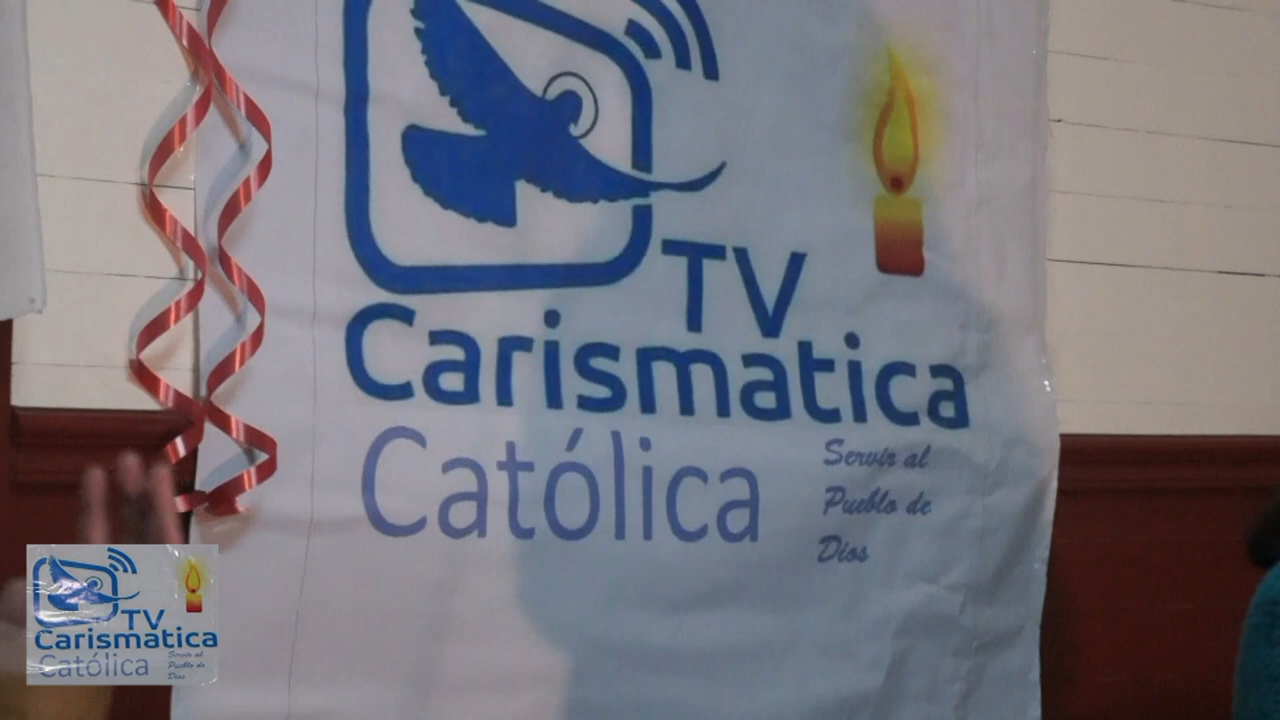 TV
Carismatica
Católica
Servir al
Pueblo de
Dios
TV
Carismatica
Católica
Servir al
Pueblo de
Dios